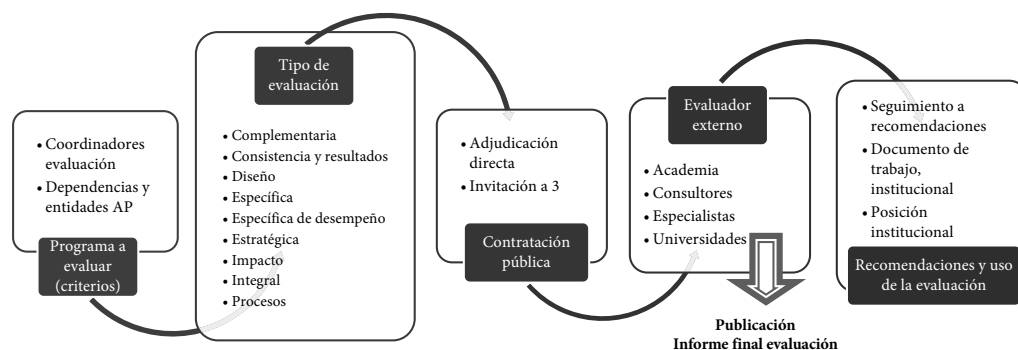 • Coordinadores
evaluación
• Dependencias y
entidades AP
Programa a
evaluar
(criterios)
Tipo de
evaluación
• Complementaria
• Consistencia y resultados
• Diseño
• Específica
• Específica de desempeño
• Estratégica
• Impacto
• Integral
• Procesos
• Adjudicación
directa
• Invitación a 3
Contratación
pública
Evaluador
externo
• Academia
• Consultores
• Especialistas
• Universidades
Publicación
Informe final evaluación
• Seguimiento a
recomendaciones
• Documento de
trabajo, institucional
• Posición
institucional
Recomendaciones y uso
de la evaluación